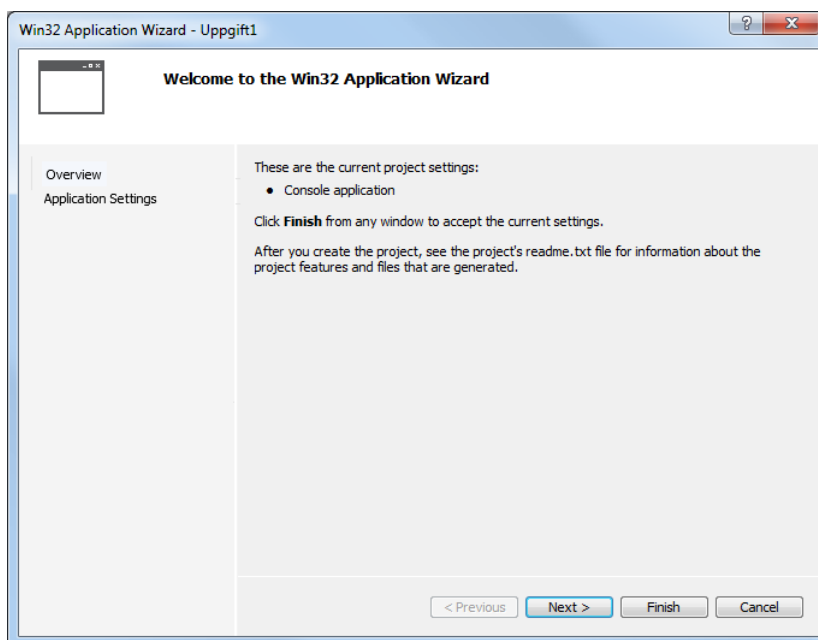 Win32 Application Wizard - Uppgift1
Welcome to the Win32 Application Wizard
Overview
Application Settings
These are the current project settings:
• Console application
Click Finish from any window to accept the current settings.
After you create the project, see the project's readme.txt file for information about the
project features and files that are generated.
< Previous
Next >
Finish
Cancel